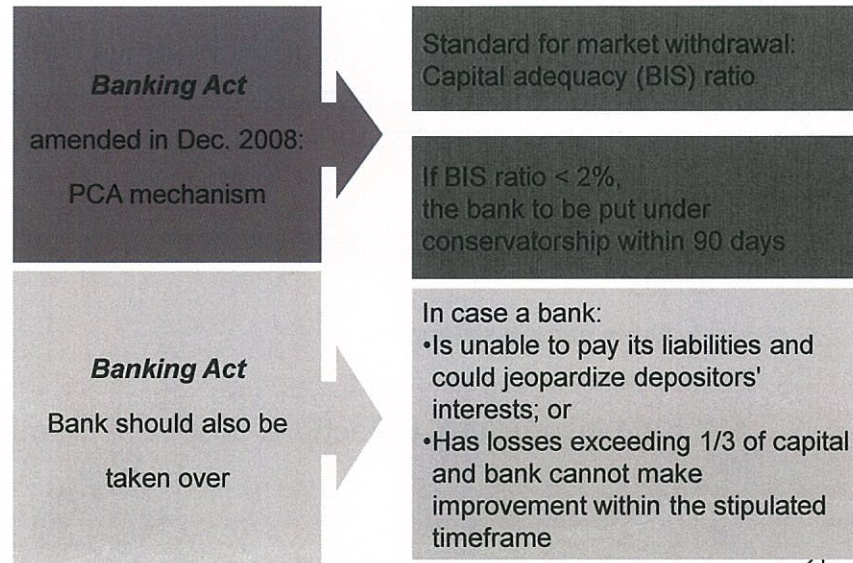 Banking Act
amended in Dec. 2008:
PCA mechanism
Standard for market withdrawal:
Capital adequacy (BIS) ratio
If BIS ratio < 2%,
the bank to be put under
conservatorship within 90 days
Banking Act
Bank should also be
taken over
In case a bank:
•Is unable to pay its liabilities and
could jeopardize depositors'
interests; or
•Has losses exceeding 1/3 of capital
and bank cannot make
improvement within the stipulated
timeframe